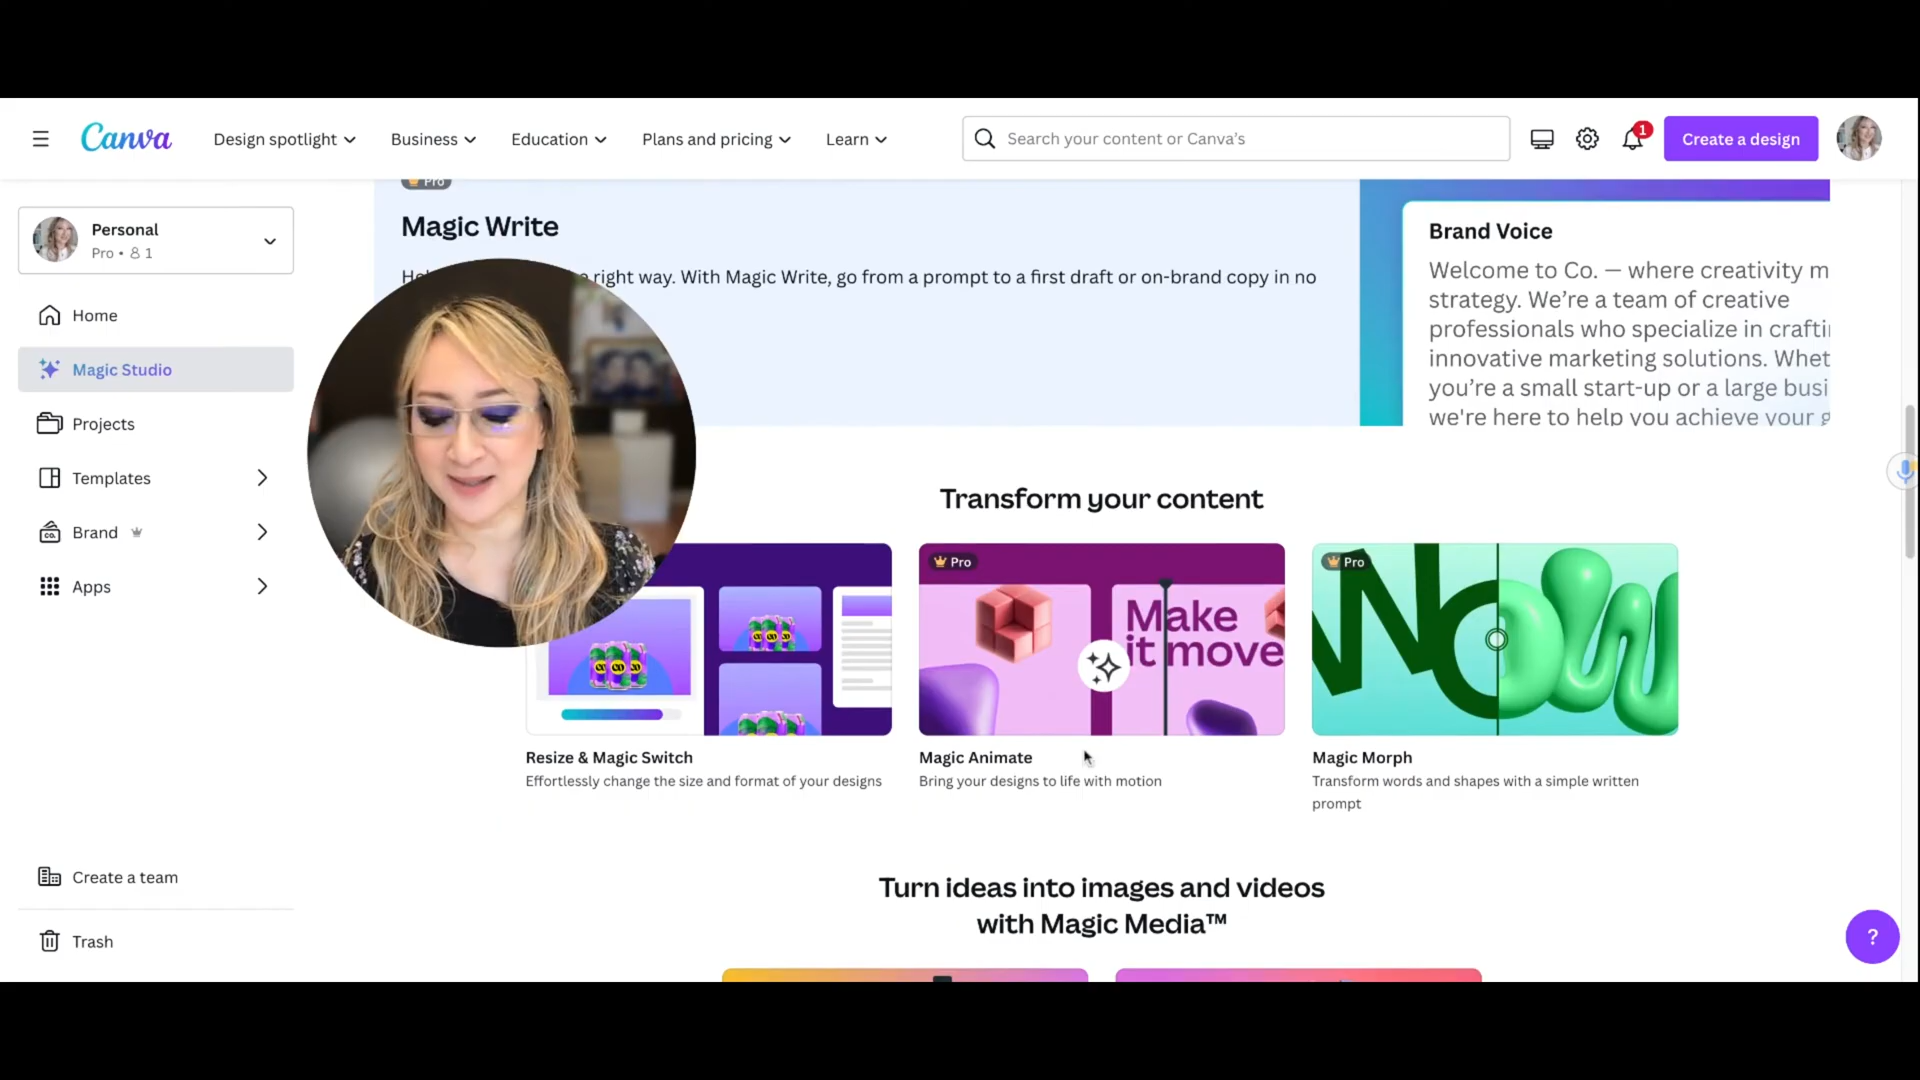 Canva
Design spotlight
Business
Education
Plans and pricing
Learn
Search your content or Canva's
1
Create a design
Personal
Pro • 1
Home
Magic Studio
Projects
Templates
CO.
Brand
Apps
Create a team
Trash
Pro
Magic Write
right way. With Magic Write, go from a prompt to a first draft or on-brand copy in no
Brand Voice
Welcome to Co. — where creativity m
strategy. We're a team of creative
professionals who specialize in crafti
innovative marketing solutions. Whet
you're a small start-up or a large busi
we're here to help you achieve your g
Transform your content
Resize & Magic Switch
Effortlessly change the size and format of your designs
Pro
Make
it move
Magic Animate
Bring your designs to life with motion
Pro
WOW
Magic Morph
Transform words and shapes with a simple written
prompt
Turn ideas into images and videos
with Magic Media™
?